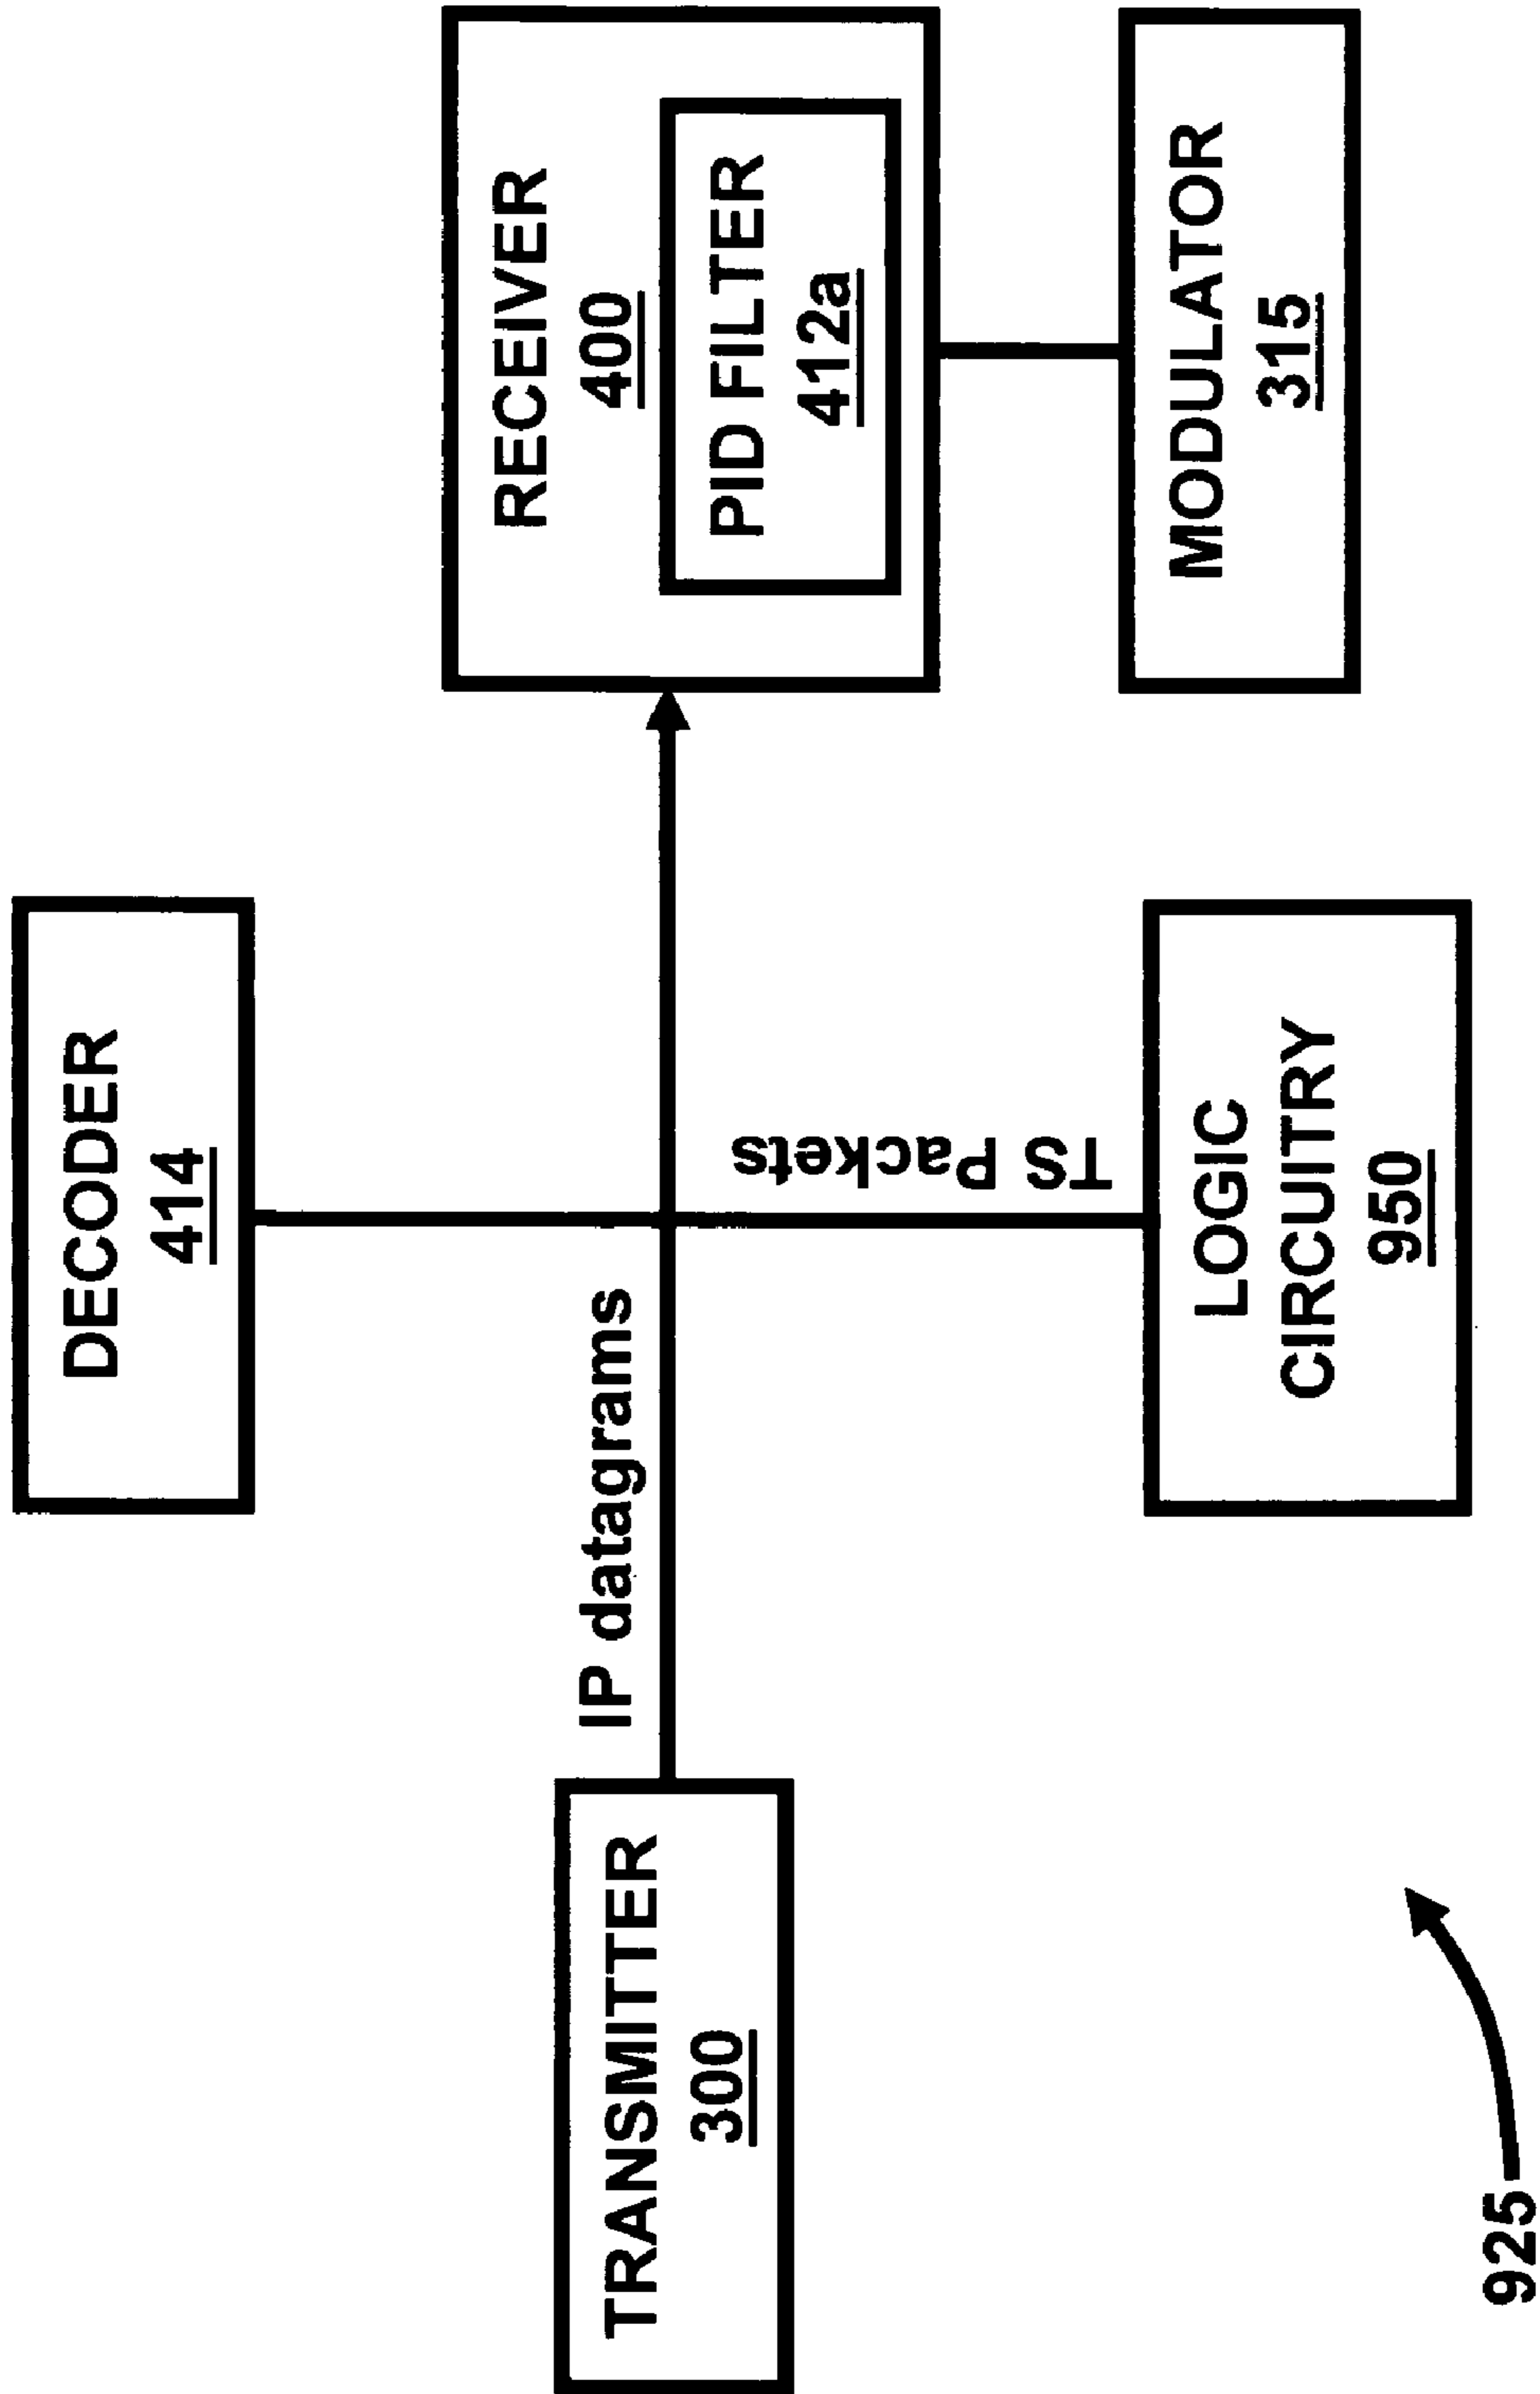 DECODER
414
RECEIVER
400
PID FILTER
412a
IP datagrams
TRANSMITTER
300
TS Packets
LOGIC
CIRCUITRY
950
MODULATOR
315
925